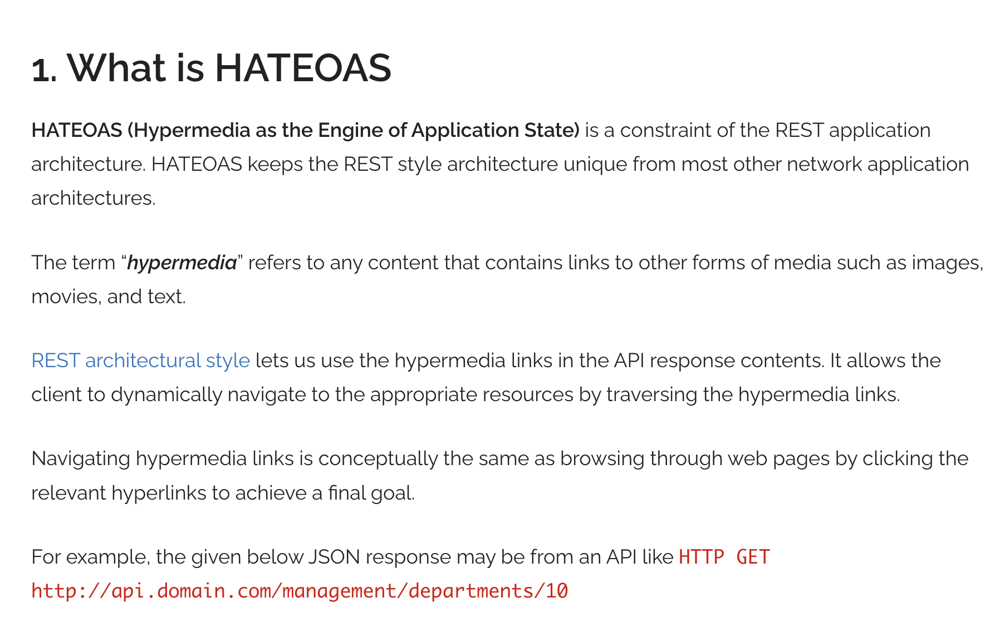 1. What is HATEOAS
HATEOAS (Hypermedia as the Engine of Application State) is a constraint of the REST application
architecture. HATEOAS keeps the REST style architecture unique from most other network application
architectures.
The term “hypermedia” refers to any content that contains links to other forms of media such as images,
movies, and text.
REST architectural style lets us use the hypermedia links in the API response contents. It allows the
client to dynamically navigate to the appropriate resources by traversing the hypermedia links.
Navigating hypermedia links is conceptually the same as browsing through web pages by clicking the
relevant hyperlinks to achieve a final goal.
For example, the given below JSON response may be from an API like HTTP GET
http://api.domain.com/management/departments/10